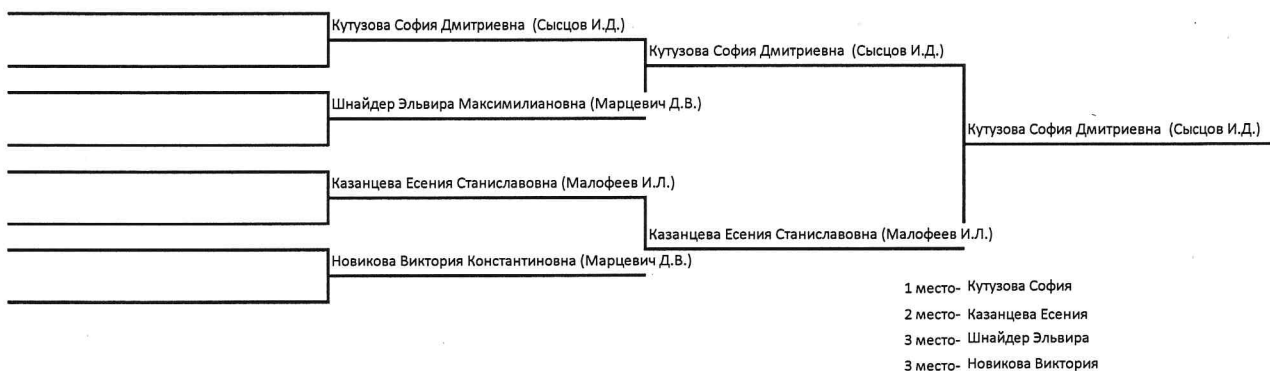 Кутузова София Дмитриевна (Сысцов И.Д.)
Кутузова София Дмитриевна (Сысцов И.Д.)
Шнайдер Эльвира Максимилиановна (Марцевич Д.В.)
Кутузова София Дмитриевна (Сысцов И.Д.)
Казанцева Есения Станиславовна (Малофеев И.Л.)
Казанцева Есения Станиславовна (Малофеев И.Л.)
Новикова Виктория Константиновна (Марцевич Д.В.)
1 место- Кутузова София
2 место- Казанцева Есения
3 место- Шнайдер Эльвира
3 место- Новикова Виктория